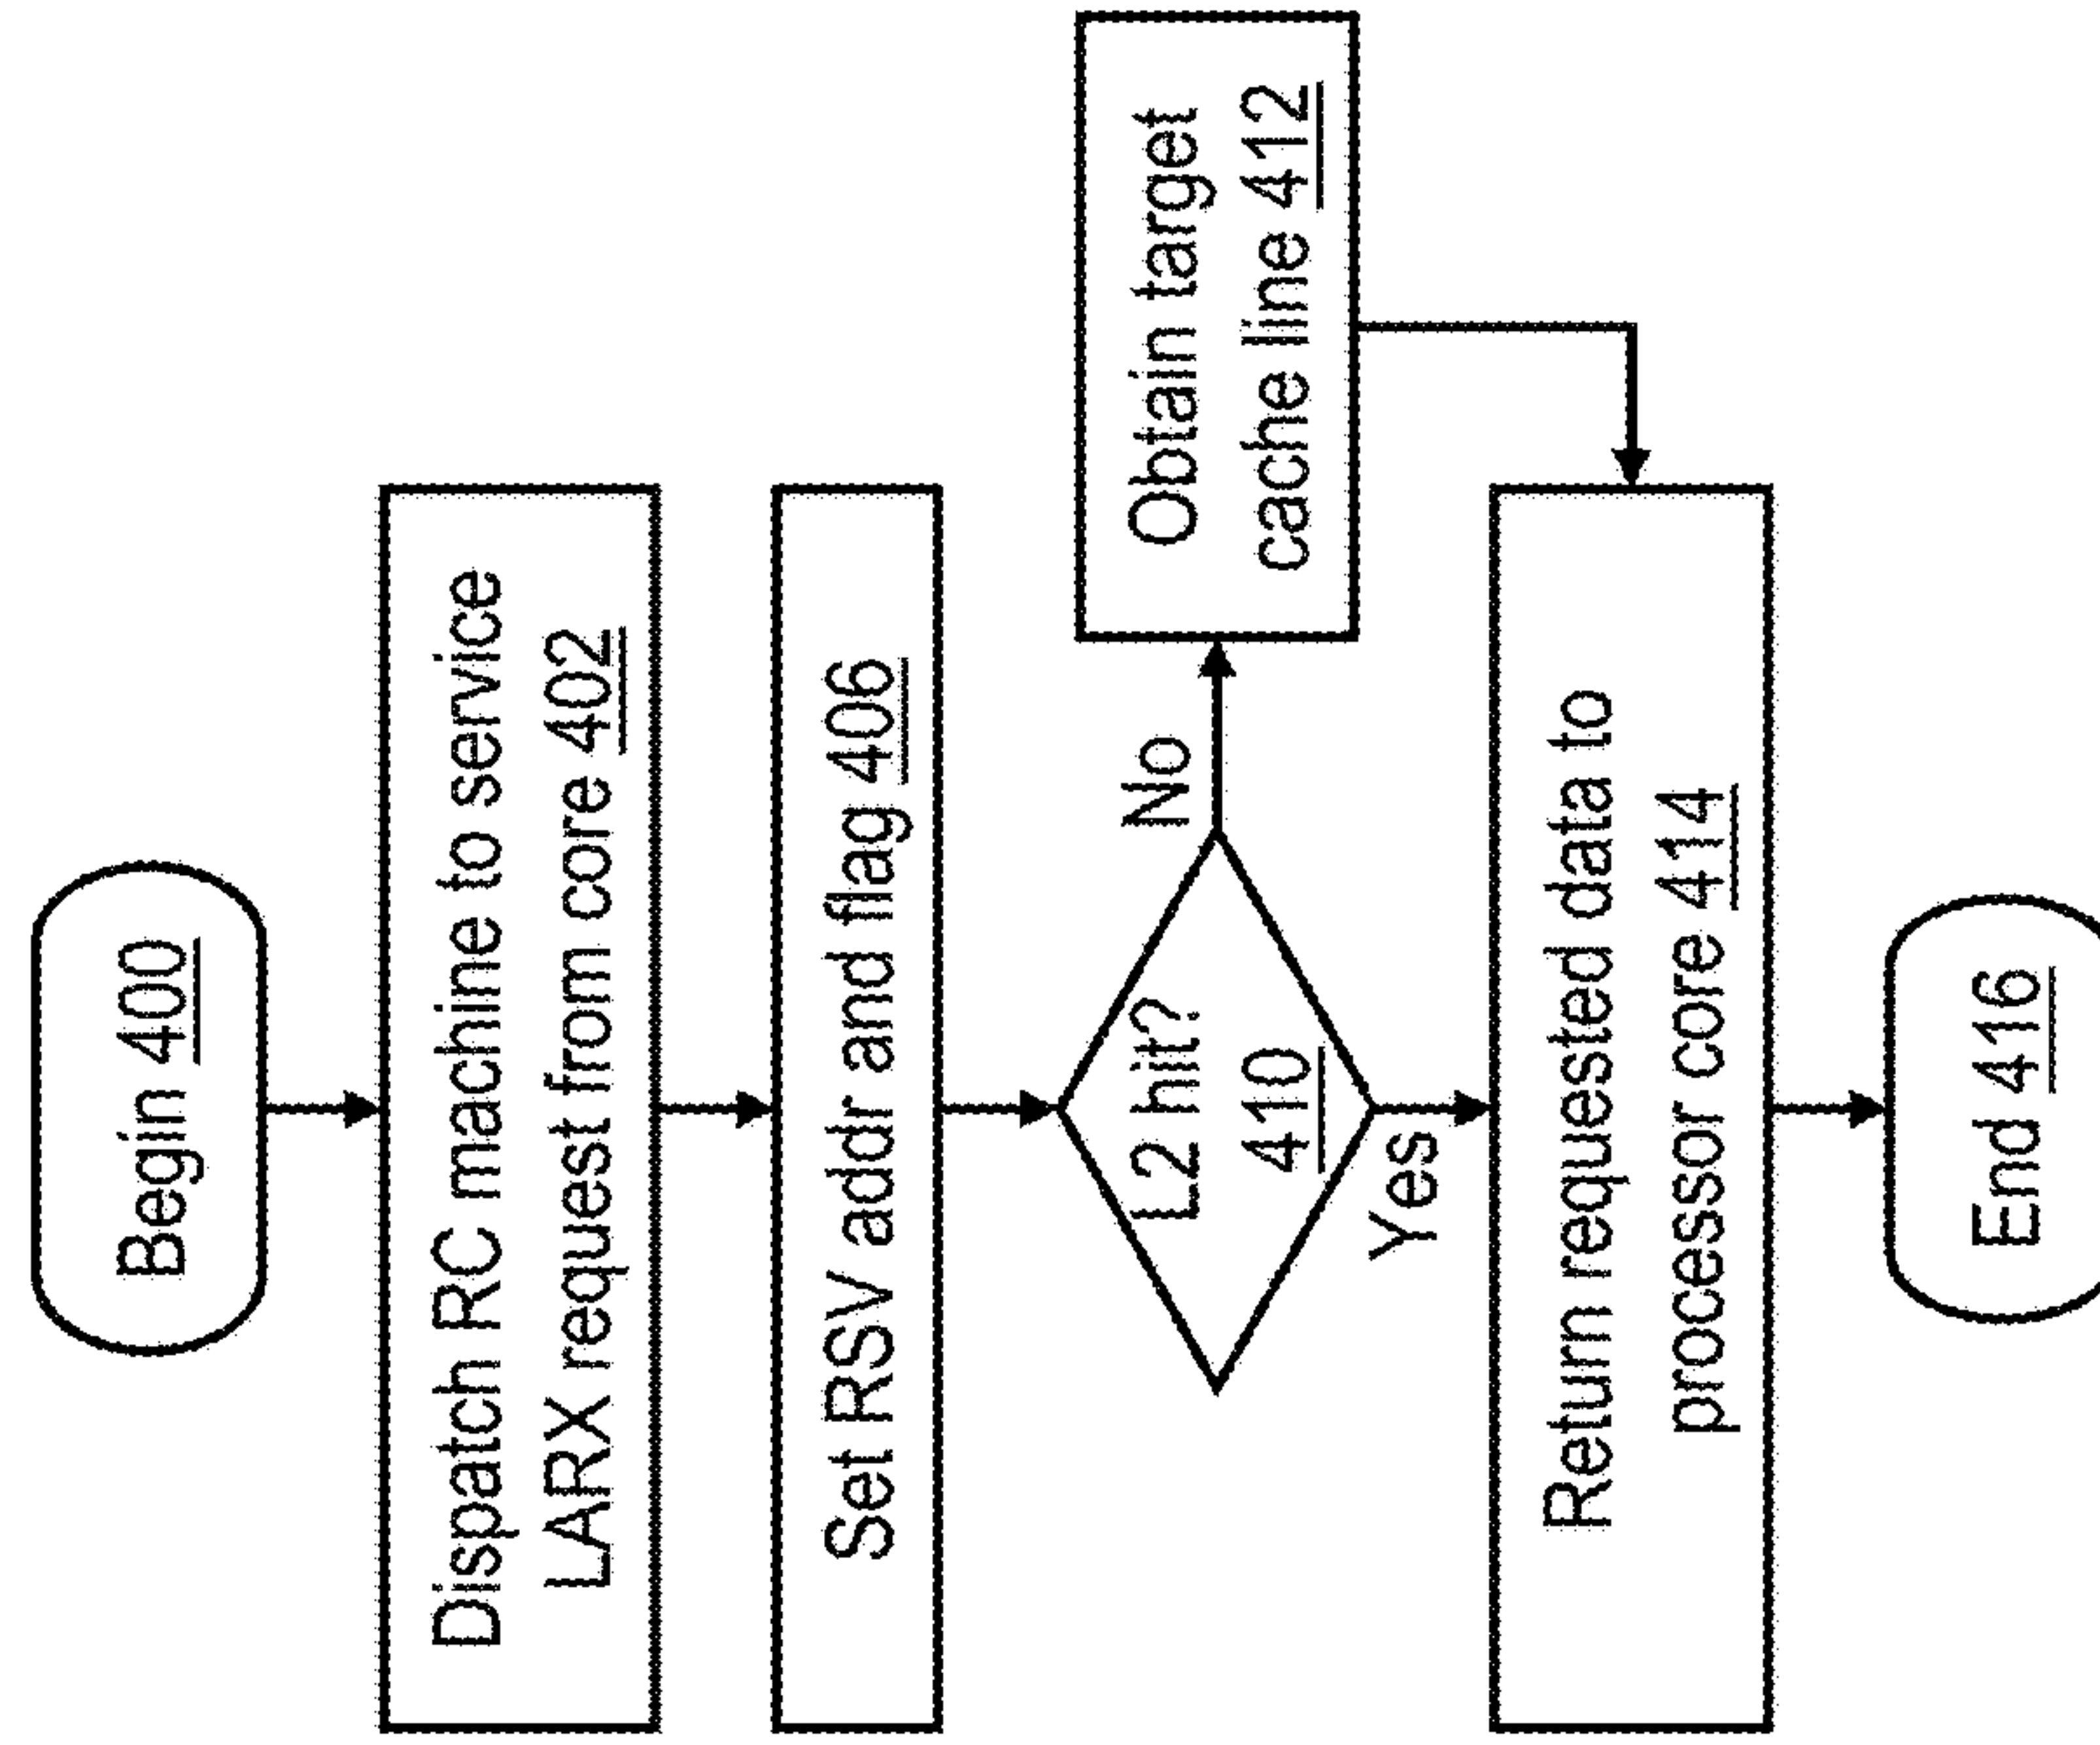 Begin 400
Dispatch RC machine to service
LARX request from core 402
Set RSV addr and flag 406
L2 hit?
410
No
Obtain target
cache line 412
Yes
Return requested data to
processor core 414
End 416